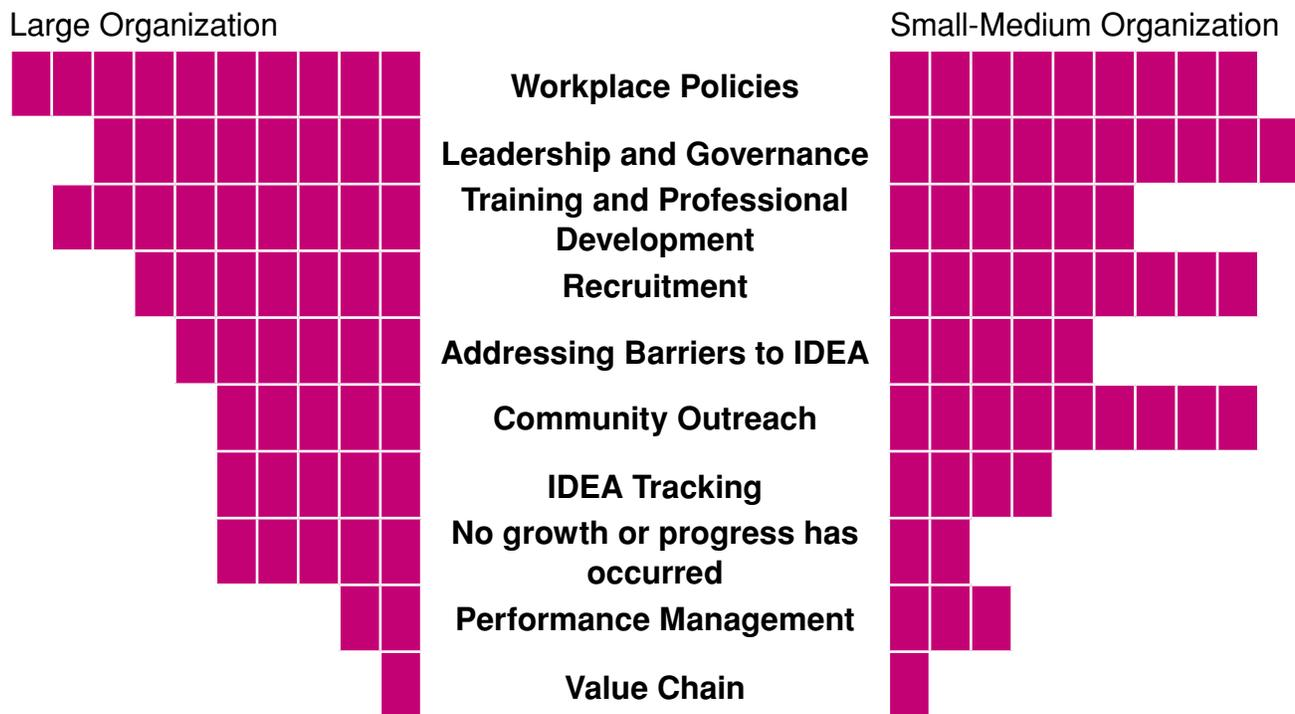 Large Organization
Small-Medium Organization
Workplace Policies
Leadership and Governance
Training and Professional
Development
Recruitment
Addressing Barriers to IDEA
Community Outreach
IDEA Tracking
No growth or progress has
occurred
Performance Management
Value Chain